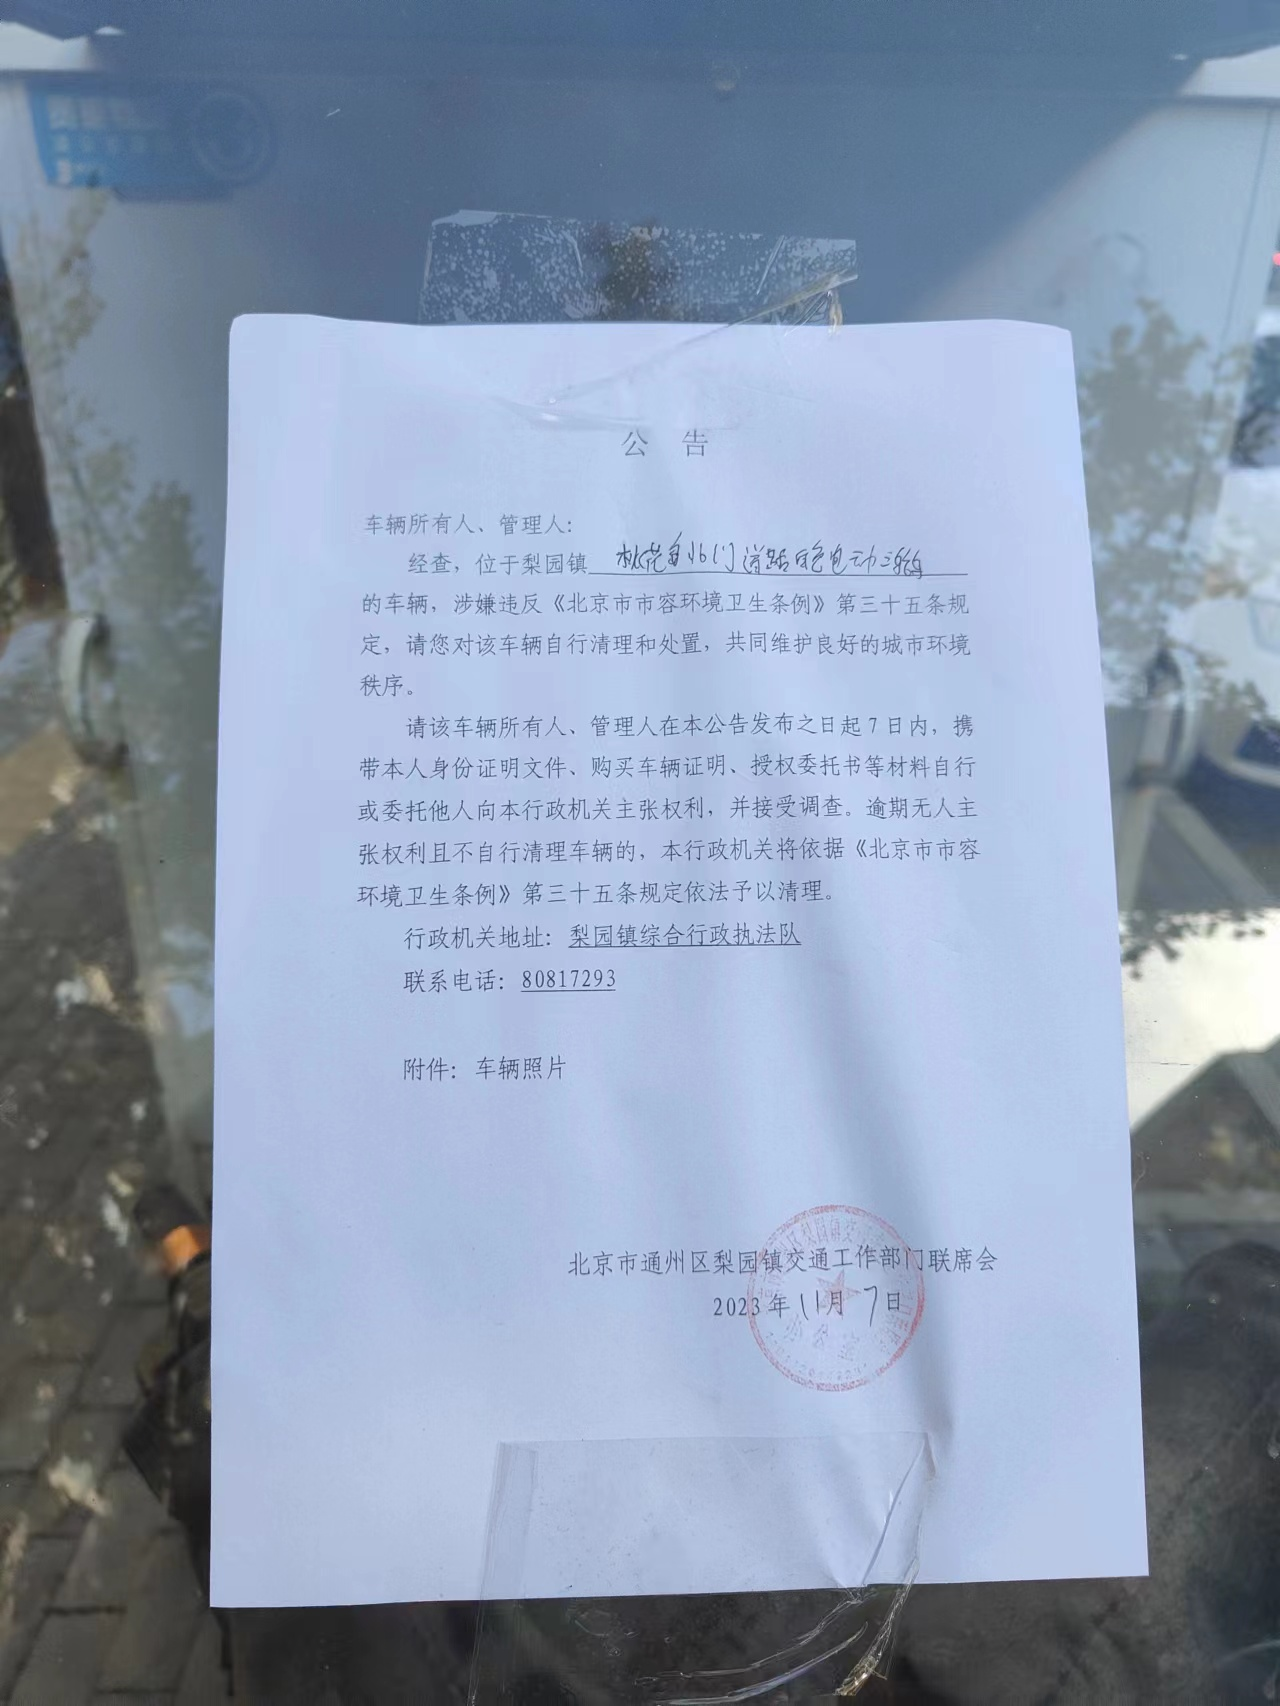 公 告
车辆所有人、管理人:
经查，位于梨园镇 北门道路白色电动三轮车
的车辆，涉嫌违反《北京市市容环境卫生条例》第三十五条规
定，请您对该车辆自行清理和处置，共同维护良好的城市环境
秩序。
请该车辆所有人、管理人在本公告发布之日起7日内，携
带本人身份证明文件、购买车辆证明、授权委托书等材料自行
或委托他人向本行政机关主张权利，并接受调查。逾期无人主
张权利且不自行清理车辆的，本行政机关将依据《北京市市容
环境卫生条例》第三十五条规定依法予以清理。
行政机关地址：梨园镇综合行政执法队
联系电话：80817293
附件：车辆照片
北京市通州区梨园镇交通工作部门联席会
2023年11月7日